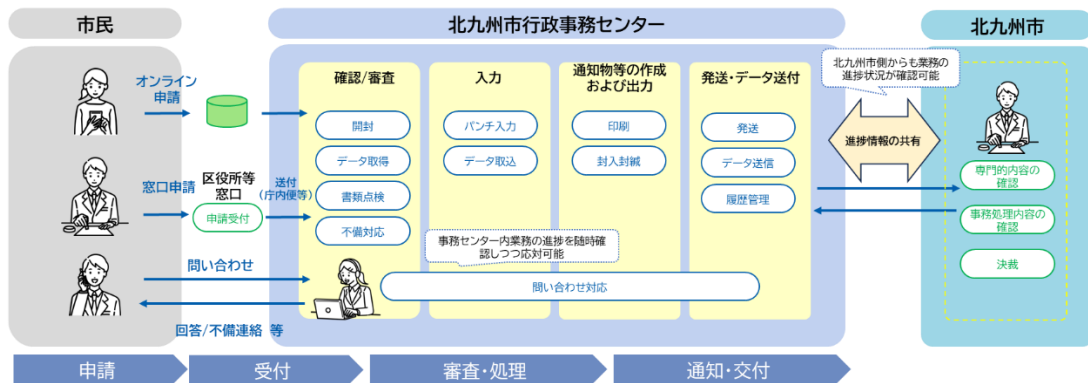 市民
北九州市行政事務センター
北九州市
オンライン
申請
窓口申請
区役所等
窓口
申請受付
送付
(庁内便等)
問い合わせ
回答/不備連絡 等
確認/審査
開封
データ取得
書類点検
不備対応
入力
パンチ入力
データ取込
通知物等の作成
および出力
印刷
封入封緘
発送・データ送付
発送
データ送信
履歴管理
事務センター内業務の進捗を随時確
認しつつ応対可能
問い合わせ対応
北九州市側からも業務の
進捗状況が確認可能
進捗情報の共有
専門的内容の
確認
事務処理内容の
確認
決裁
申請
受付
審査・処理
通知・交付